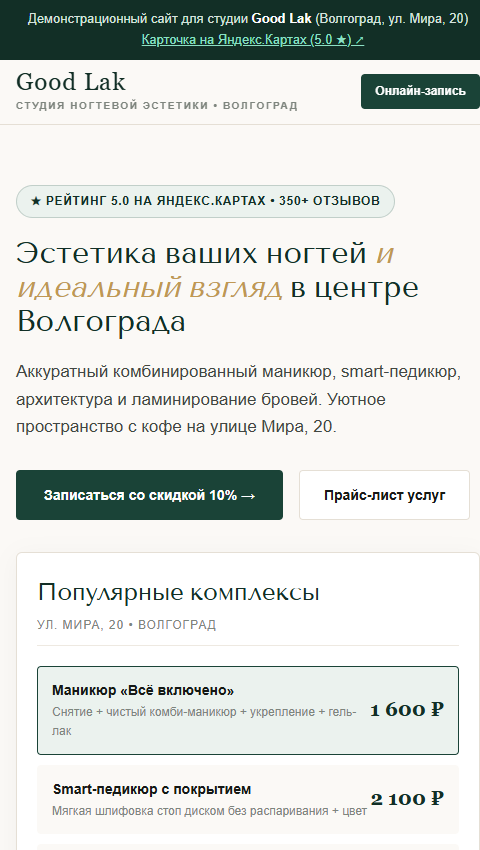 Демонстрационный сайт для студии Good Lak (Волгоград, ул. Мира, 20)
Карточка на Яндекс.Картах (5.0 ★) ↗
Good Lak
СТУДИЯ НОГТЕВОЙ ЭСТЕТИКИ • ВОЛГОГРАД
Онлайн-запись
★ РЕЙТИНГ 5.0 НА ЯНДЕКС.КАРТАХ • 350+ ОТЗЫВОВ
Эстетика ваших ногтей и
идеальный взгляд в центре
Волгограда
Аккуратный комбинированный маникюр, smart-педикюр,
архитектура и ламинирование бровей. Уютное
пространство с кофе на улице Мира, 20.
Записаться со скидкой 10% →
Прайс-лист услуг
Популярные комплексы
УЛ. МИРА, 20 • ВОЛГОГРАД
Маникюр «Всё включено»
Снятие + чистый комби-маникюр + укрепление + гель-
лак
1 600 ₽
Smart-педикюр с покрытием
Мягкая шлифовка стоп диском без распаривания + цвет
2 100 ₽